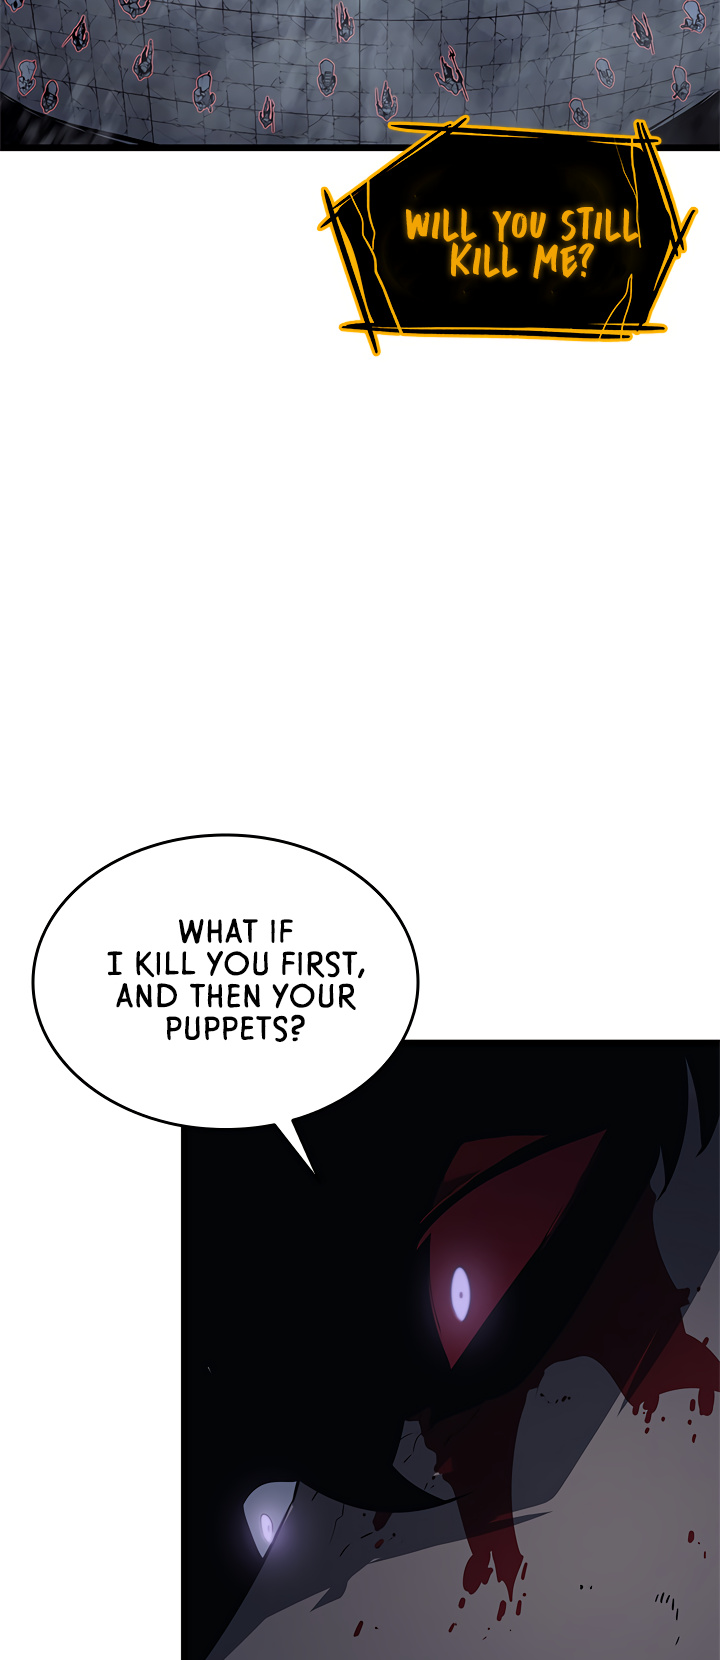 WILL YOU STILL
KILL ME?
WHAT IF
I KILL YOU FIRST,
AND THEN YOUR
PUPPETS?